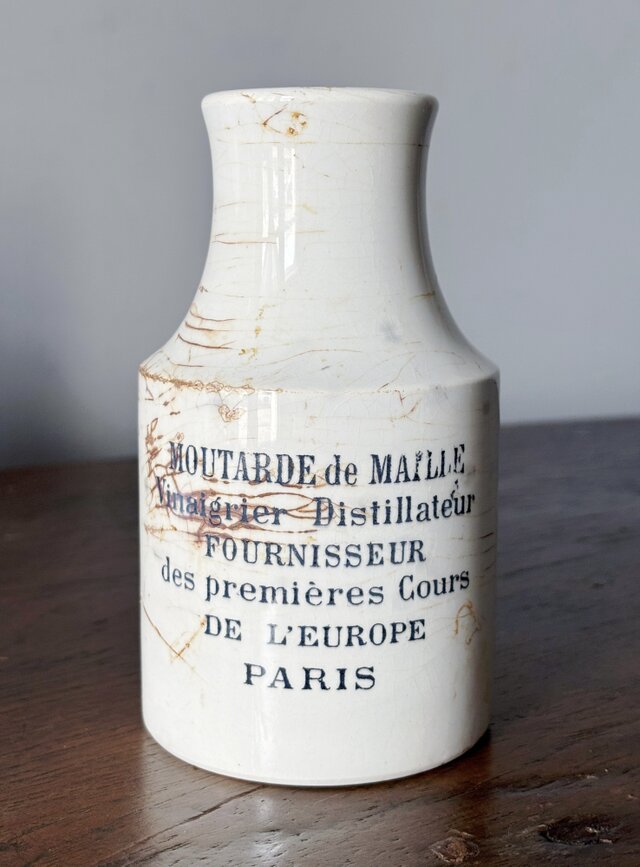 MOUTARDE de MAILLE
Vinaigrier Distillateur
FOURNISSEUR
des premières Cours
DE L'EUROPE
PARIS